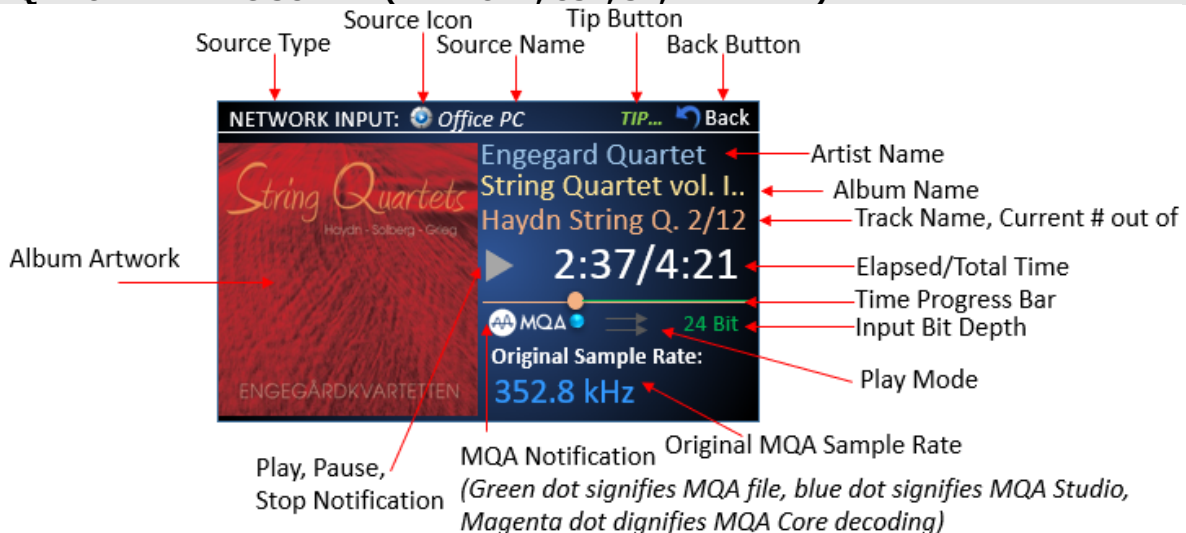 Source Icon
Tip Button
Source Type
Source Name
Back Button
NETWORK INPUT: Office PC TIP... Back
String Quartets
Haydn - Solberg - Grieg
ENGEGÅRDKVARTETTEN
Engegard Quartet
String Quartet vol. I..
Haydn String Q. 2/12
2:37/4:21
MQA 24 Bit
Original Sample Rate:
352.8 kHz
Artist Name
Album Name
Track Name, Current # out of
Elapsed/Total Time
Time Progress Bar
Input Bit Depth
Play Mode
Album Artwork
Play, Pause,
Stop Notification
MQA Notification
Original MQA Sample Rate
(Green dot signifies MQA file, blue dot signifies MQA Studio,
Magenta dot dignifies MQA Core decoding)